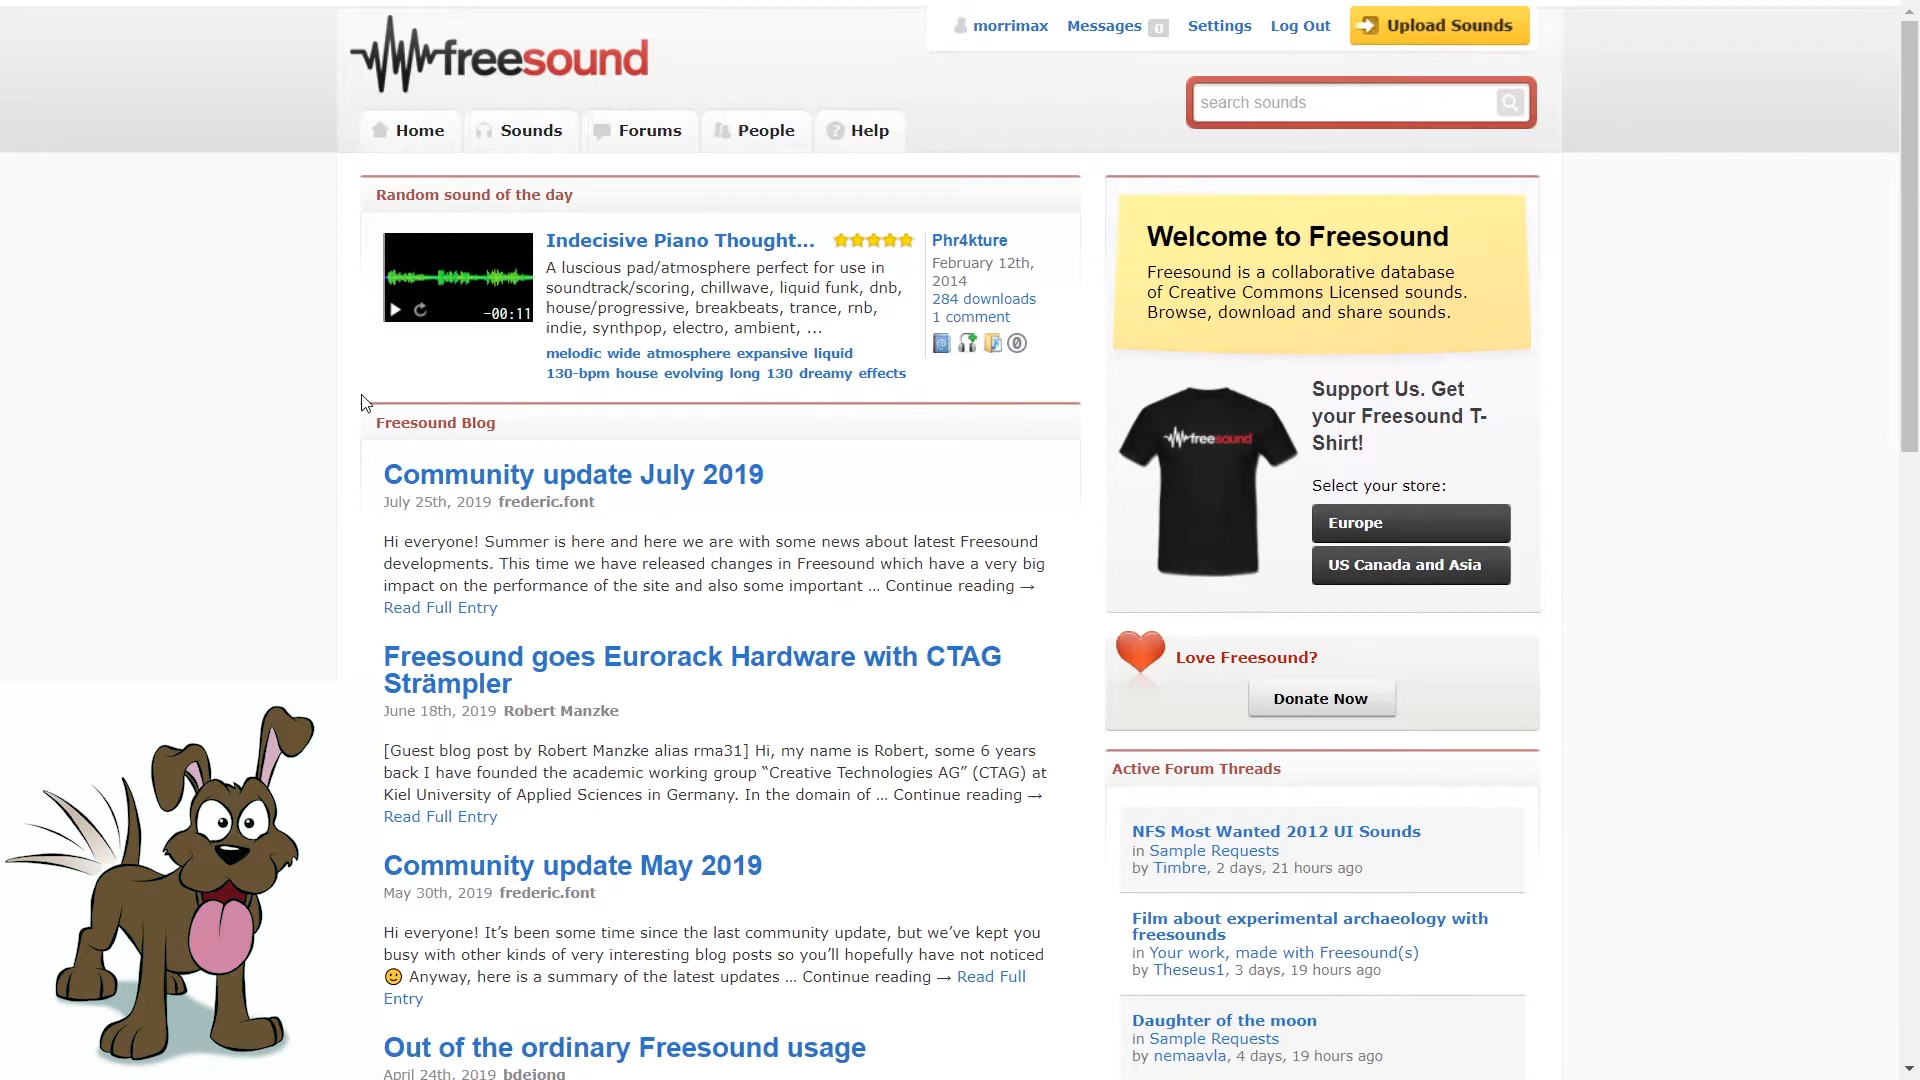 freesound
morrimax Messages 0 Settings Log Out Upload Sounds
search sounds
Home Sounds Forums People Help
Random sound of the day
Indecisive Piano Thought...
A luscious pad/atmosphere perfect for use in
soundtrack/scoring, chillwave, liquid funk, dnb,
house/progressive, breakbeats, trance, rnb,
indie, synthpop, electro, ambient, ...
melodic wide atmosphere expansive liquid
130-bpm house evolving long 130 dreamy effects
-00:11
Phr4kture
February 12th,
2014
284 downloads
1 comment
Freesound Blog
Community update July 2019
July 25th, 2019 frederic.font
Hi everyone! Summer is here and here we are with some news about latest Freesound
developments. This time we have released changes in Freesound which have a very big
impact on the performance of the site and also some important … Continue reading →
Read Full Entry
Freesound goes Eurorack Hardware with CTAG
Strämpler
June 18th, 2019 Robert Manzke
[Guest blog post by Robert Manzke alias rma31] Hi, my name is Robert, some 6 years
back I have founded the academic working group “Creative Technologies AG” (CTAG) at
Kiel University of Applied Sciences in Germany. In the domain of … Continue reading →
Read Full Entry
Community update May 2019
May 30th, 2019 frederic.font
Hi everyone! It’s been some time since the last community update, but we’ve kept you
busy with other kinds of very interesting blog posts so you’ll hopefully have not noticed
🙂 Anyway, here is a summary of the latest updates … Continue reading → Read Full
Entry
Out of the ordinary Freesound usage
April 24th, 2019 bdejong
Welcome to Freesound
Freesound is a collaborative database
of Creative Commons Licensed sounds.
Browse, download and share sounds.
freesound
Support Us. Get
your Freesound T-
Shirt!
Select your store:
Europe
US Canada and Asia
Love Freesound?
Donate Now
Active Forum Threads
NFS Most Wanted 2012 UI Sounds
in Sample Requests
by Timbre, 2 days, 21 hours ago
Film about experimental archaeology with
freesounds
in Your work, made with Freesound(s)
by Theseus1, 3 days, 19 hours ago
Daughter of the moon
in Sample Requests
by nemaavla, 4 days, 19 hours ago